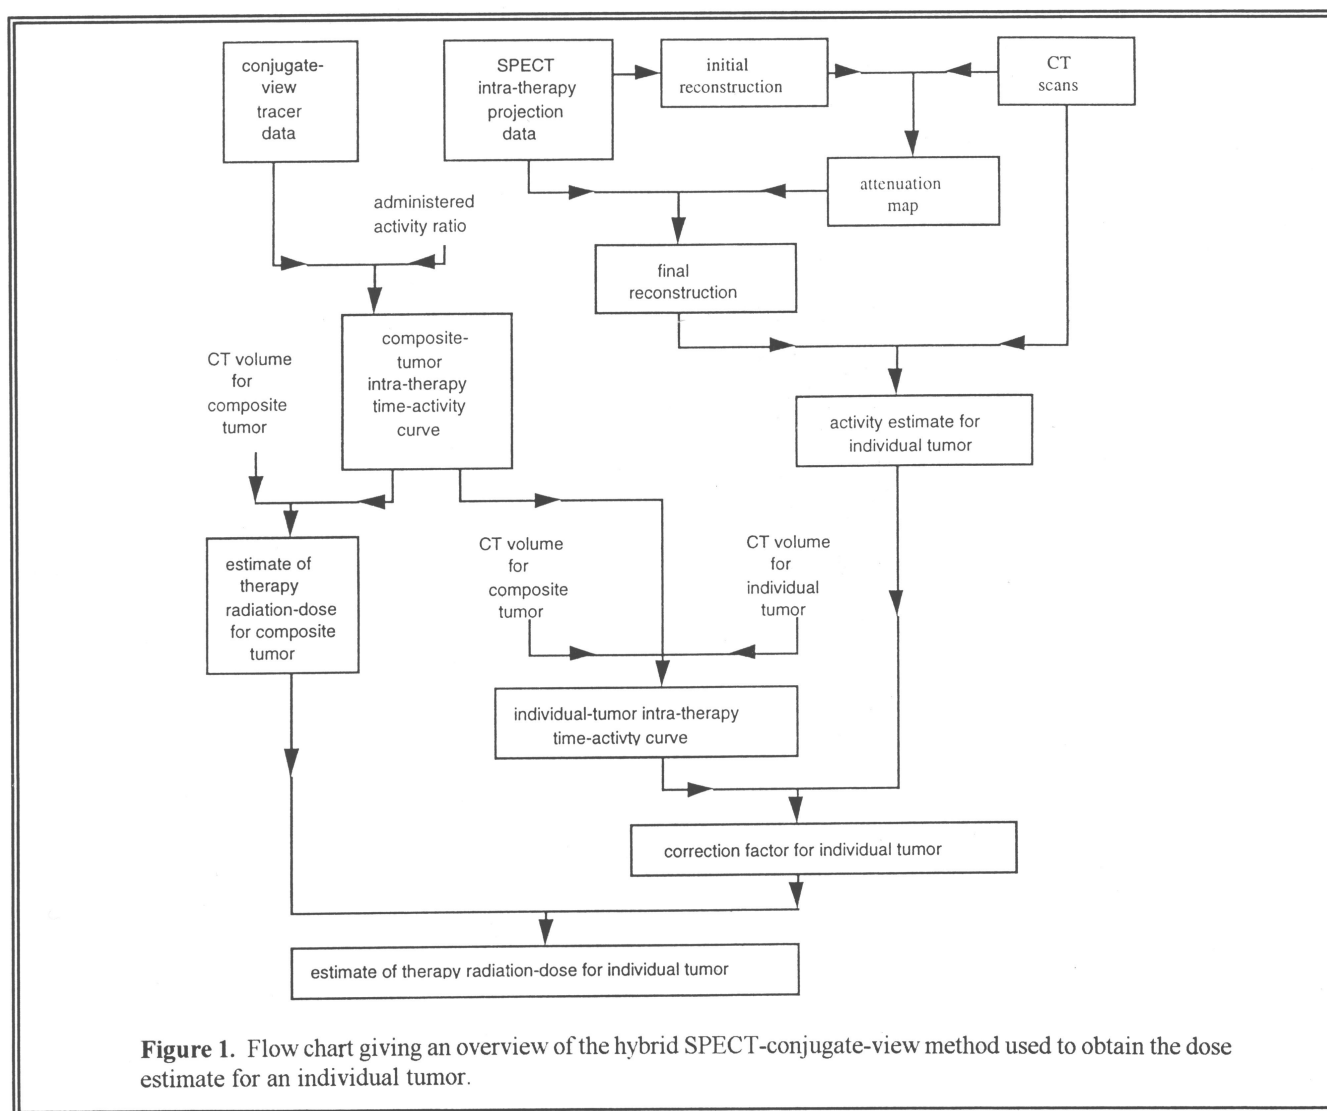 conjugate-
view
tracer
data
SPECT
intra-therapy
projection
data
initial
reconstruction
CT
scans
attenuation
map
administered
activity ratio
final
reconstruction
composite-
tumor
intra-therapy
time-activity
curve
CT volume
for
composite
tumor
activity estimate for
individual tumor
estimate of
therapy
radiation-dose
for composite
tumor
CT volume
for
composite
tumor
CT volume
for
individual
tumor
individual-tumor intra-therapy
time-activty curve
correction factor for individual tumor
estimate of therapy radiation-dose for individual tumor
Figure 1. Flow chart giving an overview of the hybrid SPECT-conjugate-view method used to obtain the dose
estimate for an individual tumor.